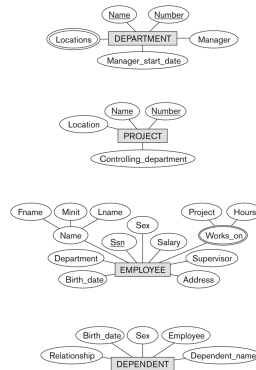 Name Number
Locations DEPARTMENT Manager
Manager_start_date
Name Number
Location
PROJECT
Controlling_department
Fname Minit Lname Project Hours
Sex
Name Ssn Salary Works_on
Department Supervisor
EMPLOYEE
Birth_date Address
Birth_date Sex Employee
Relationship Dependent_name
DEPENDENT